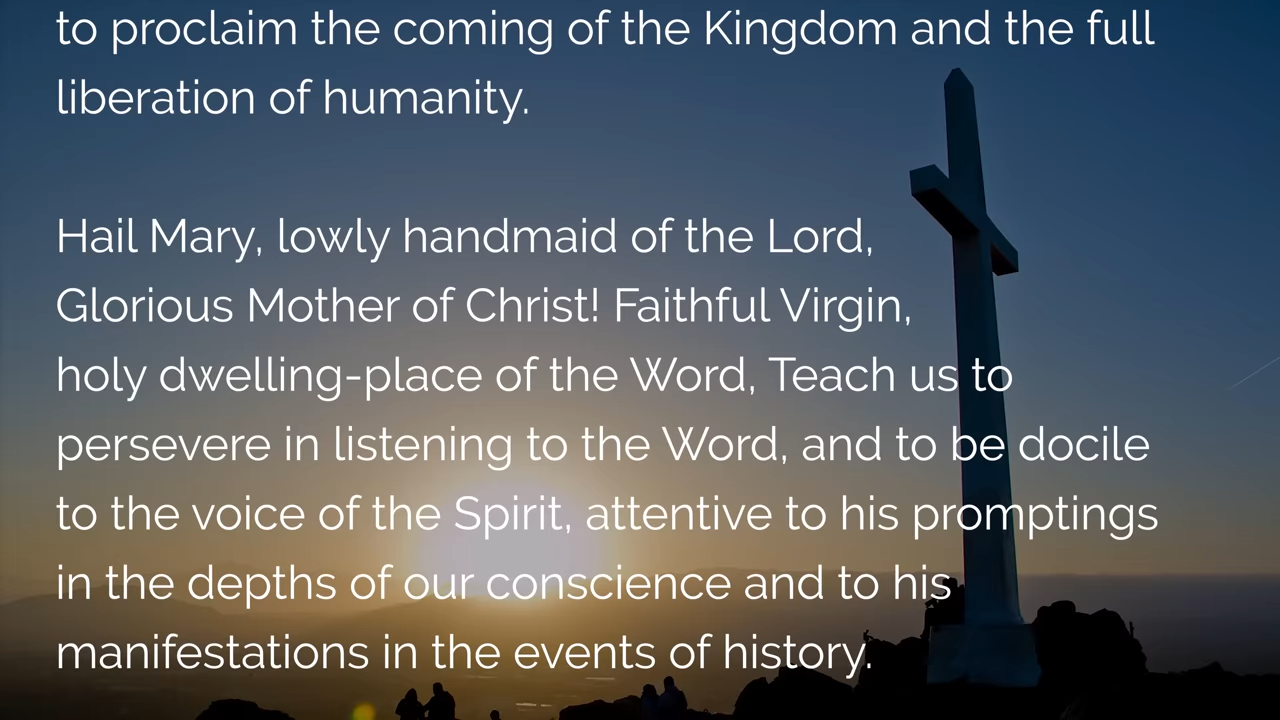 to proclaim the coming of the Kingdom and the full
liberation of humanity.
Hail Mary, lowly handmaid of the Lord,
Glorious Mother of Christ! Faithful Virgin,
holy dwelling-place of the Word, Teach us to
persevere in listening to the Word, and to be docile
to the voice of the Spirit, attentive to his promptings
in the depths of our conscience and to his
manifestations in the events of history.